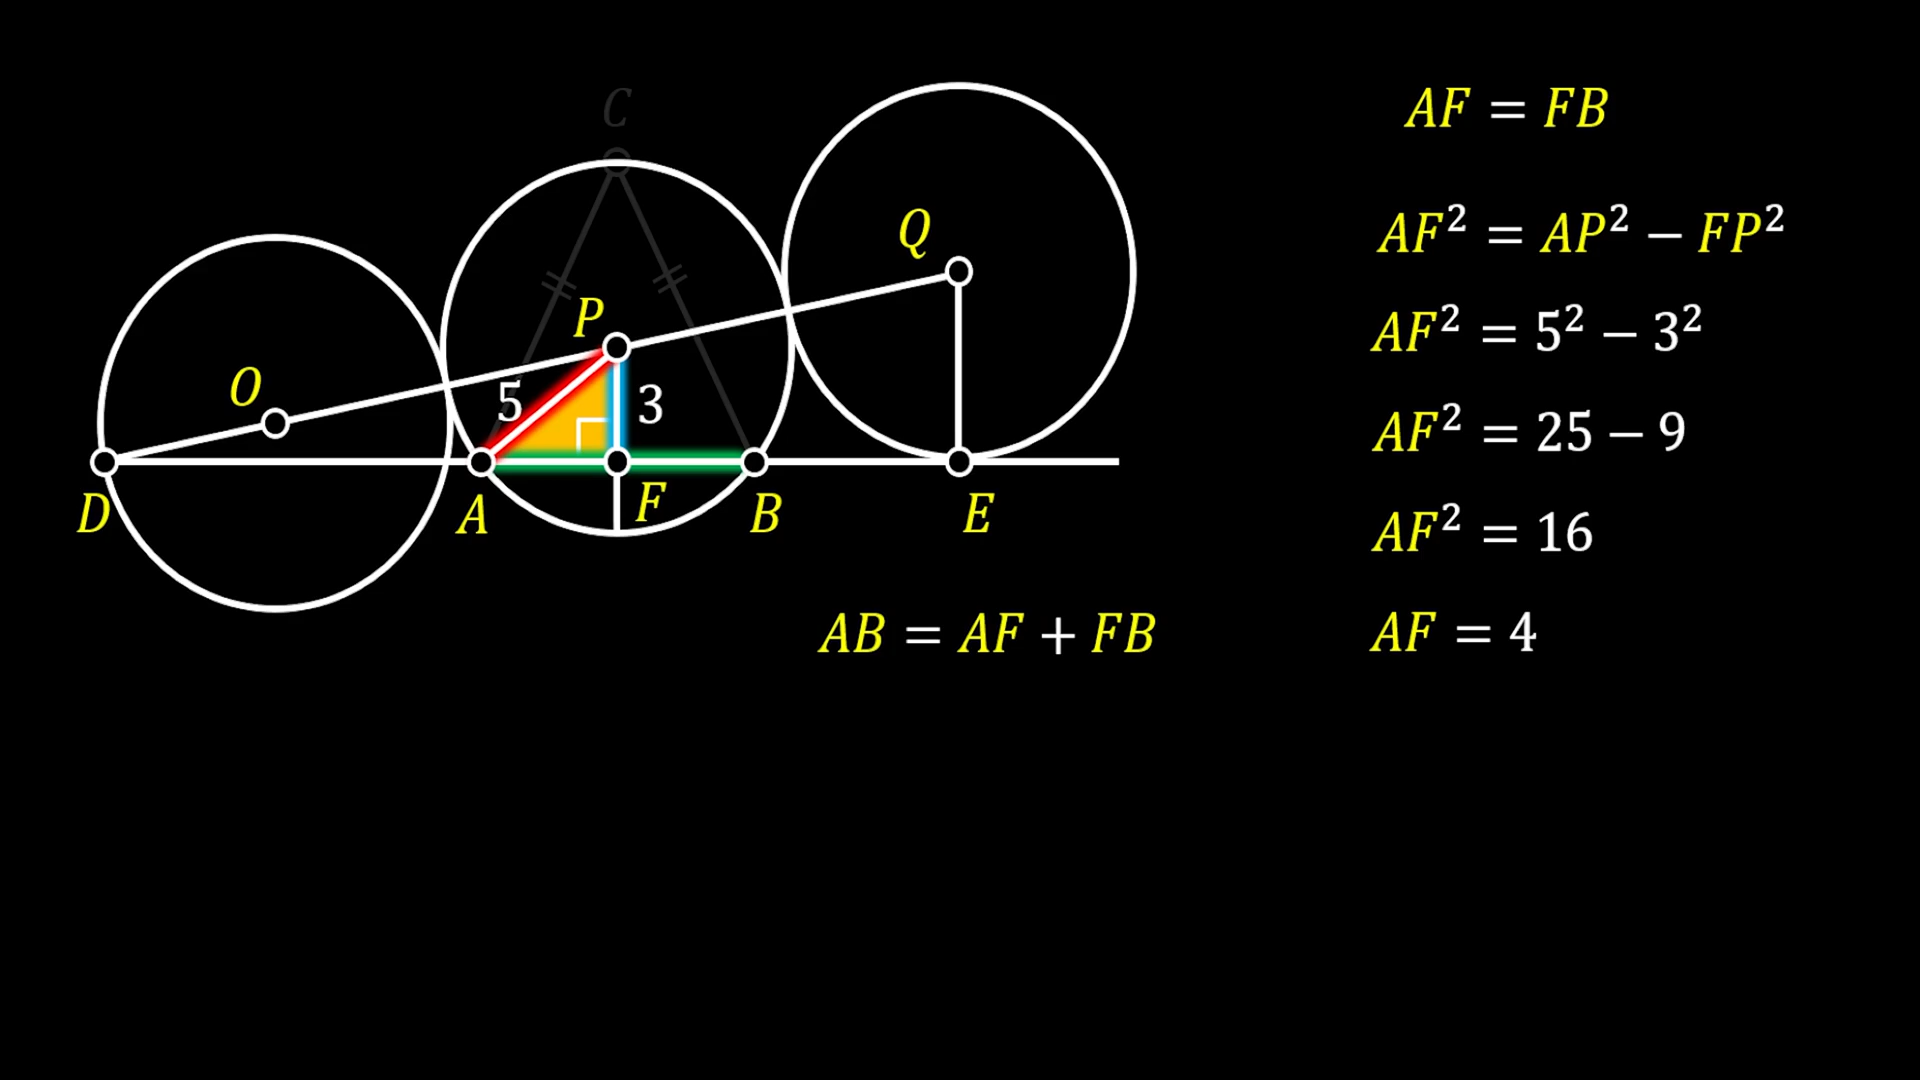 C
Q
P
O
5
3
D
A
F
B
E
AB = AF + FB
AF = FB
AF² = AP² − FP²
AF² = 5² − 3²
AF² = 25 − 9
AF² = 16
AF = 4